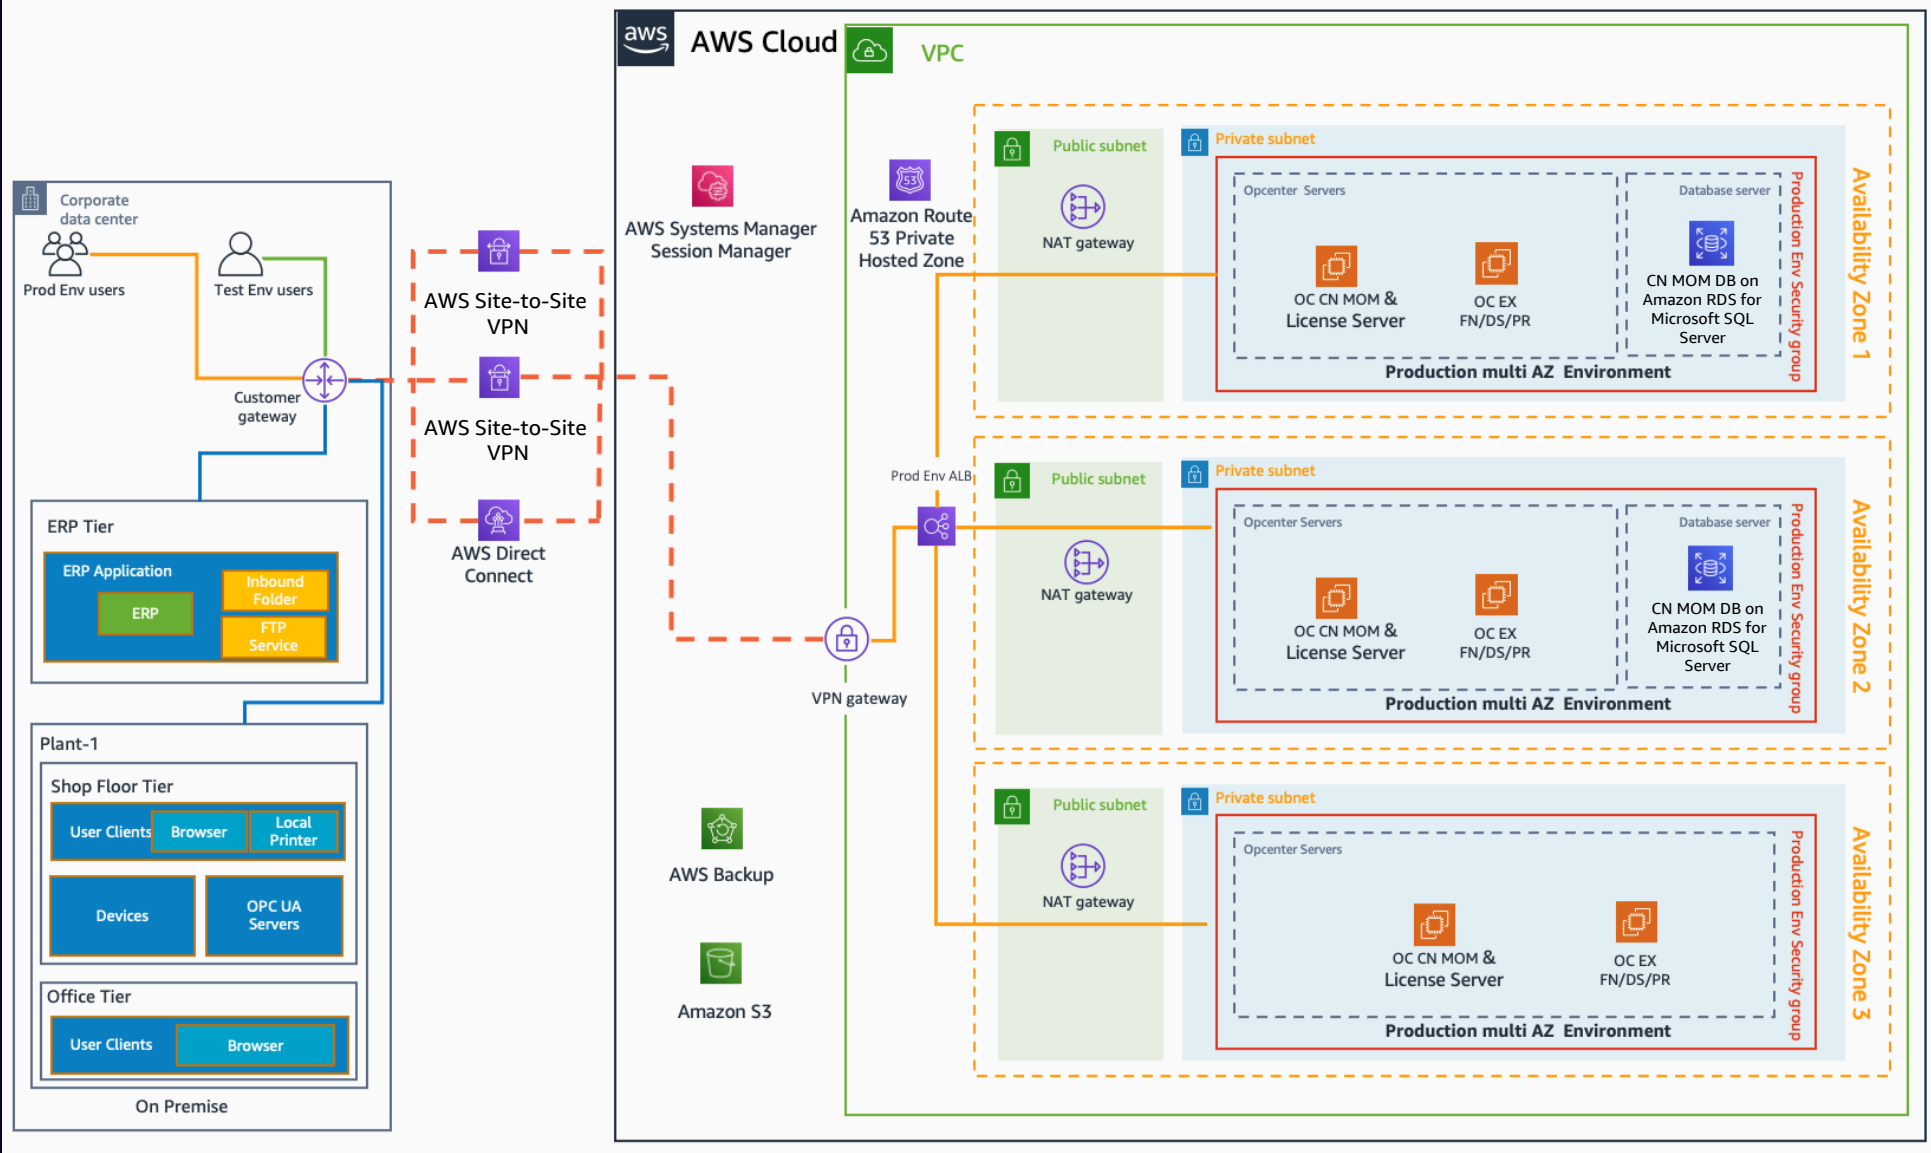 aws
AWS Cloud
VPC
Corporate
data center
Prod Env users
Test Env users
Customer
gateway
ERP Tier
ERP Application
ERP
Inbound
Folder
FTP
Service
Plant-1
Shop Floor Tier
User Clients
Browser
Local
Printer
Devices
OPC UA
Servers
Office Tier
User Clients
Browser
On Premise
AWS Site-to-Site
VPN
AWS Site-to-Site
VPN
AWS Direct
Connect
AWS Systems Manager
Session Manager
AWS Backup
Amazon S3
53
Amazon Route
53 Private
Hosted Zone
Prod Env ALB
VPN gateway
Public subnet
NAT gateway
Private subnet
Opcenter Servers
OC CN MOM &
License Server
OC EX
FN/DS/PR
Database server
CN MOM DB on
Amazon RDS for
Microsoft SQL
Server
Production multi AZ Environment
Production Env Security group
Availability Zone 1
Public subnet
NAT gateway
Private subnet
Opcenter Servers
OC CN MOM &
License Server
OC EX
FN/DS/PR
Database server
CN MOM DB on
Amazon RDS for
Microsoft SQL
Server
Production multi AZ Environment
Production Env Security group
Availability Zone 2
Public subnet
NAT gateway
Private subnet
Opcenter Servers
OC CN MOM &
License Server
OC EX
FN/DS/PR
Production multi AZ Environment
Production Env Security group
Availability Zone 3